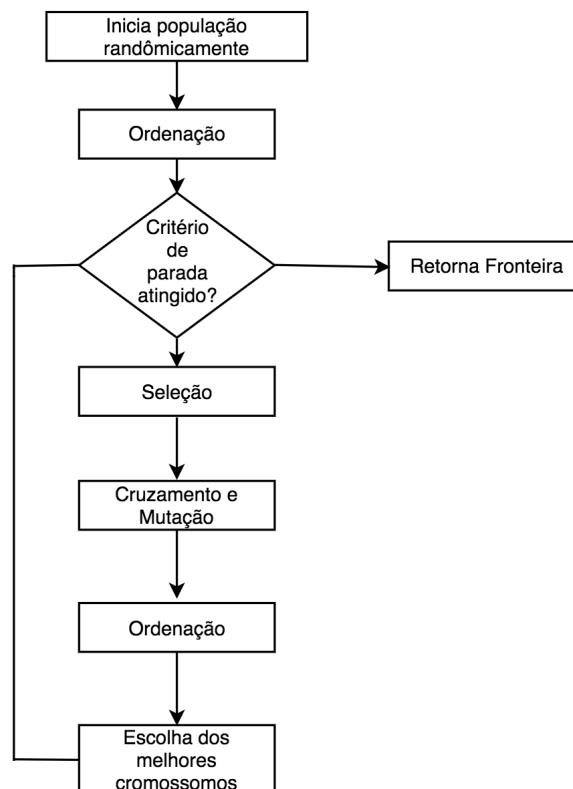 Inicia população
randômicamente
Ordenação
Critério
de
parada
atingido?
Retorna Fronteira
Seleção
Cruzamento e
Mutação
Ordenação
Escolha dos
melhores
cromossomos